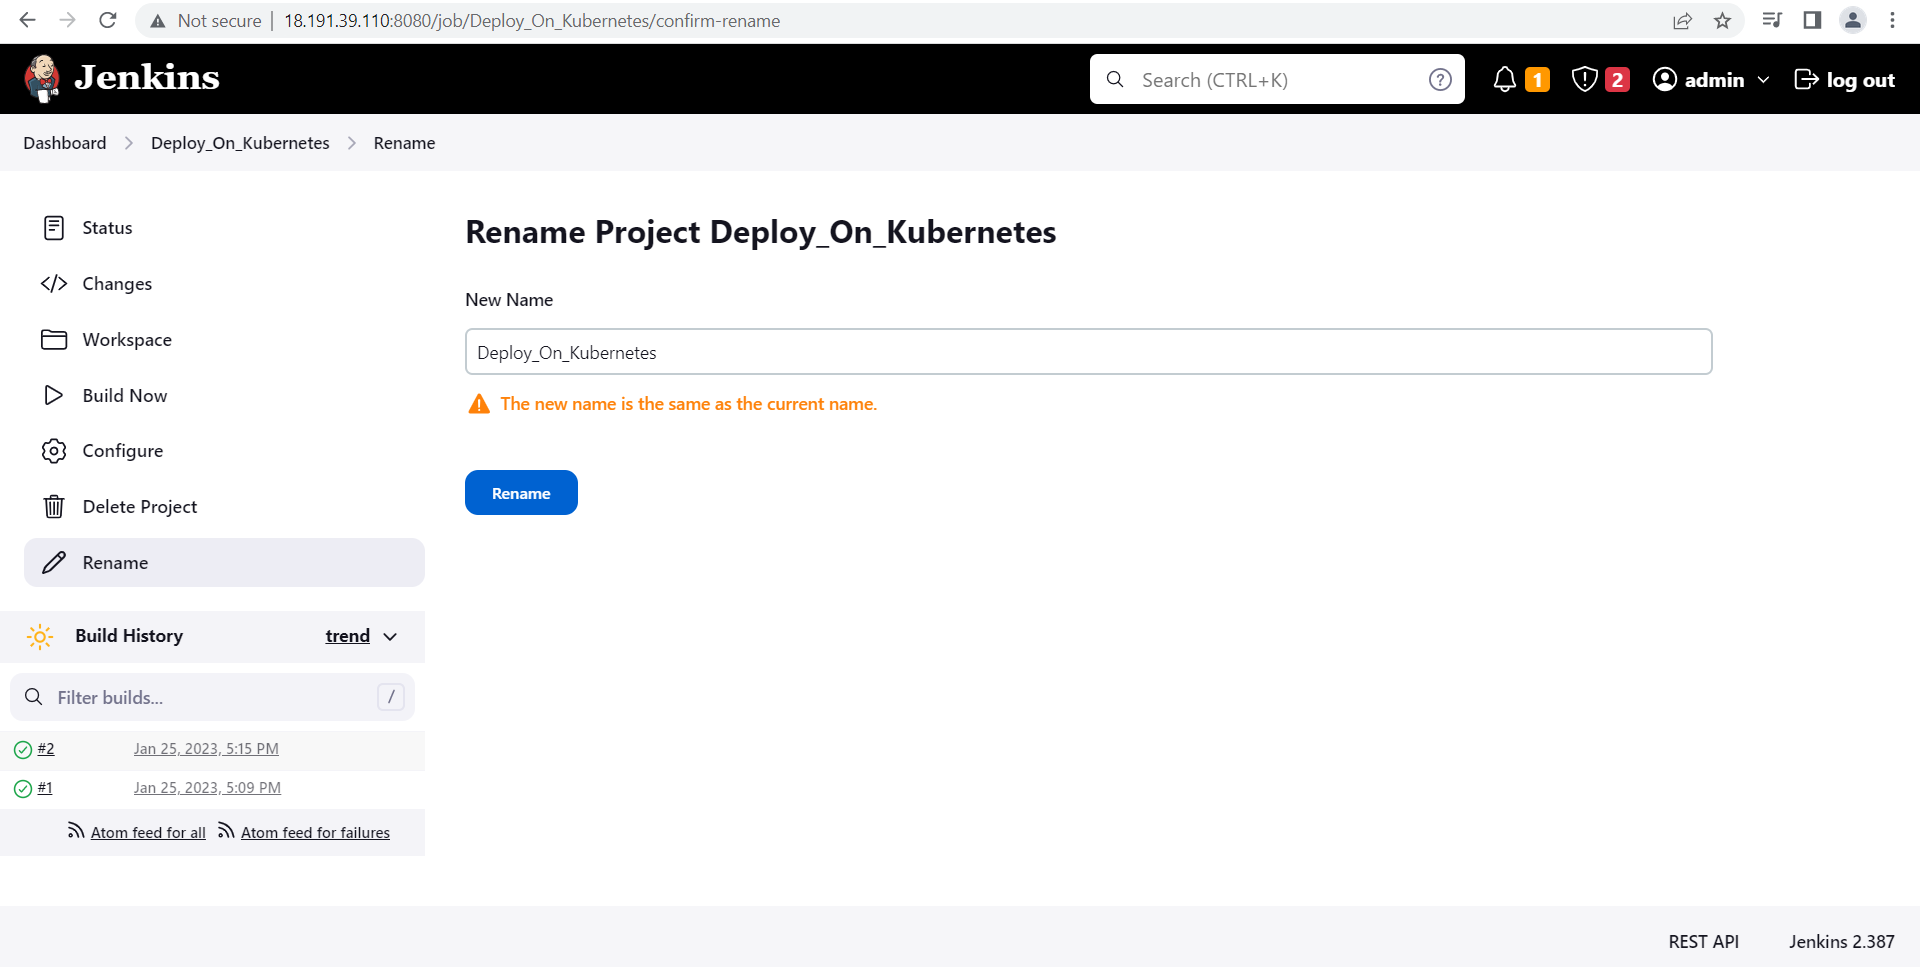 Not secure | 18.191.39.110:8080/job/Deploy_On_Kubernetes/confirm-rename
Jenkins
Search (CTRL+K) ? 1 2 admin log out
Dashboard Deploy_On_Kubernetes Rename
Status
Changes
Workspace
Build Now
Configure
Delete Project
Rename
Build History trend
Filter builds... /
#2 Jan 25, 2023, 5:15 PM
#1 Jan 25, 2023, 5:09 PM
Atom feed for all Atom feed for failures
Rename Project Deploy_On_Kubernetes
New Name
Deploy_On_Kubernetes
The new name is the same as the current name.
Rename
REST API Jenkins 2.387